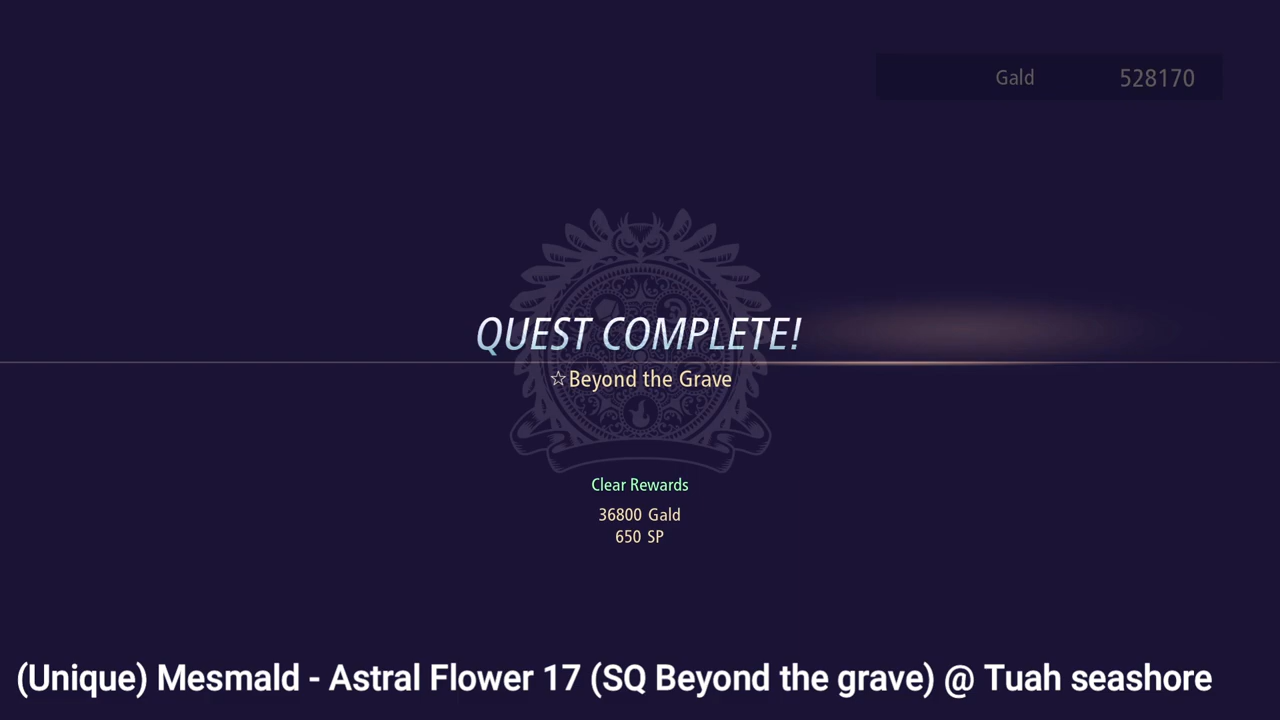 Gald 528170
QUEST COMPLETE!
☆Beyond the Grave
Clear Rewards
36800 Gald
650 SP
(Unique) Mesmald - Astral Flower 17 (SQ Beyond the grave) @ Tuah seashore